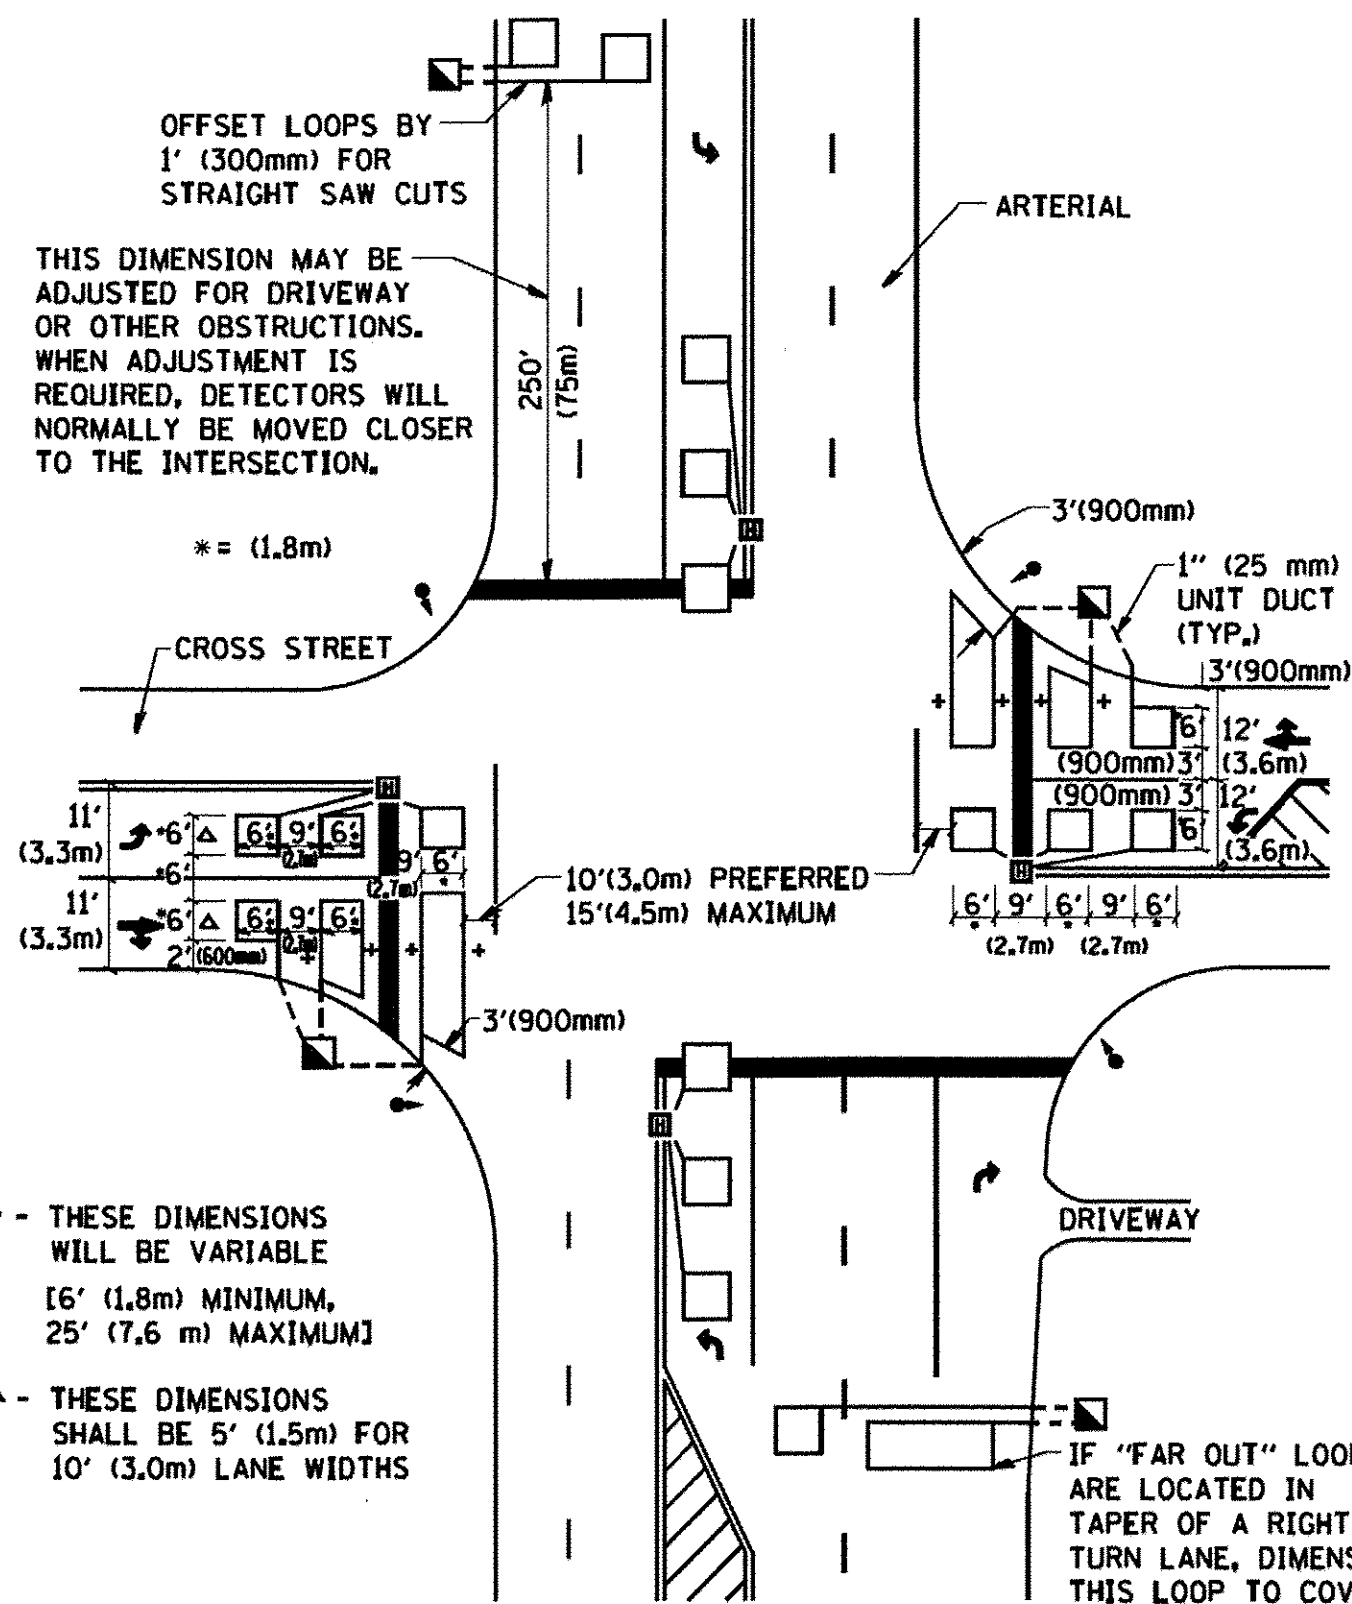 OFFSET LOOPS BY
1' (300mm) FOR
STRAIGHT SAW CUTS
ARTERIAL
THIS DIMENSION MAY BE
ADJUSTED FOR DRIVEWAY
OR OTHER OBSTRUCTIONS.
WHEN ADJUSTMENT IS
REQUIRED, DETECTORS WILL
NORMALLY BE MOVED CLOSER
TO THE INTERSECTION.
250'
(75m)
* = (1.8m)
H
3'(900mm)
1" (25 mm)
UNIT DUCT
(TYP.)
CROSS STREET
3'(900mm)
+ + + +
6' 12'
(900mm) 3' (3.6m)
(900mm) 3' 12'
6'
(3.6m)
H
6' 9' 6' 9' 6'
* * *
(2.7m) (2.7m)
H
11'
(3.3m)
*6' △ 6'* 9' 6'*
(2.7m)
*6'
9' 6'
(2.7m) *
11'
(3.3m)
*6' △ 6'* 9' 6'*
(2.7m)
2' (600mm) + + + +
10'(3.0m) PREFERRED
15'(4.5m) MAXIMUM
3'(900mm)
H
DRIVEWAY
- THESE DIMENSIONS
WILL BE VARIABLE
[6' (1.8m) MINIMUM,
25' (7.6 m) MAXIMUM]
- THESE DIMENSIONS
SHALL BE 5' (1.5m) FOR
10' (3.0m) LANE WIDTHS
IF "FAR OUT"
ARE LOCATED IN
TAPER OF A RIGHT
TURN LANE,
THIS LOOP TO